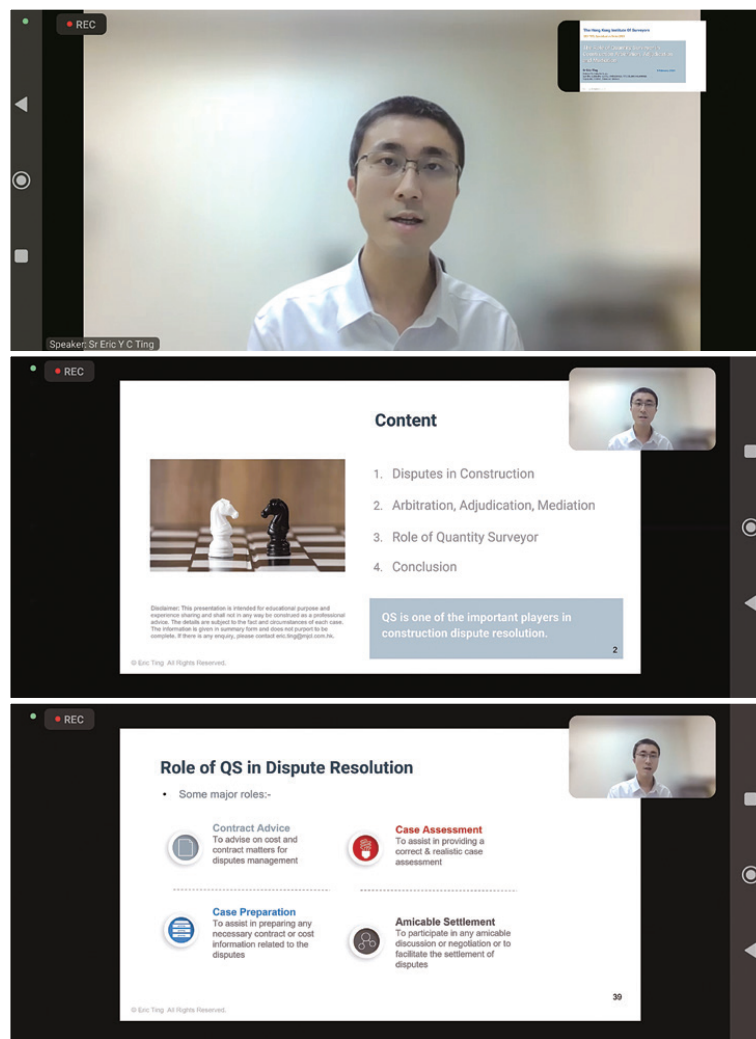 REC
The Hong Kong Institute Of Surveyors
Speaker: Sr Eric Y C Ting
REC
Content
1. Disputes in Construction
2. Arbitration, Adjudication, Mediation
3. Role of Quantity Surveyor
4. Conclusion
Disclaimer: This presentation is intended for educational purpose and
experience sharing and shall not in any way be construed as a professional
advice. The details are subject to the fact and circumstances of each case.
The information is given in summary form and does not purport to be
complete. If there is any enquiry, please contact eric.ting@mpl.com.hk.
QS is one of the important players in
construction dispute resolution.
2
© Eric Ting All Rights Reserved.
REC
Role of QS in Dispute Resolution
• Some major roles:-
Contract Advice
To advise on cost and
contract matters for
disputes management
Case Assessment
To assist in providing a
correct & realistic case
assessment
Case Preparation
To assist in preparing any
necessary contract or cost
information related to the
disputes
Amicable Settlement
To participate in any amicable
discussion or negotiation or to
facilitate the settlement of
disputes
39
© Eric Ting All Rights Reserved.